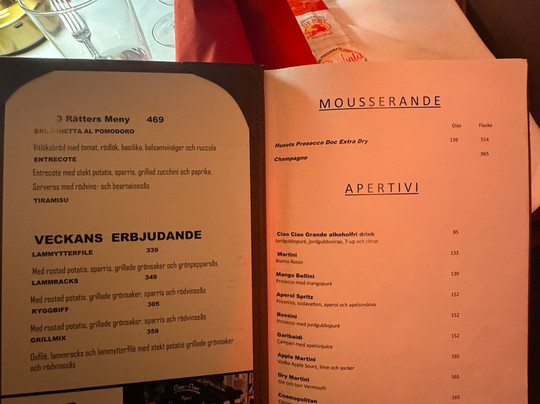 3 Rätters Meny 469
BRUSCHETTA AL POMODORO
Vitlöksbröd med tomat, rödlök, basilika, balsamvinäger och ruccola
ENTRECOTE
Entrecote med stekt potatis, sparris, grillad zucchini och paprika.
Serveras med rödvins- och bearnaisesås
TIRAMISU
VECKANS ERBJUDANDE
LAMMYTTERFILE 339
Med rostad potatis, sparris, grillade grönsaker och grönpepparsås
LAMMRACKS 349
Med rostad potatis, grillade grönsaker, sparris och rödvinssås
RYGGBIFF 305
Med rostad potatis, grillade grönsaker, sparris och rödvinssås
GRILLMIX 359
Oxfilé, lammracks och lammytterfilé med stekt potatis grillade grönsaker
och rödvinssås
Ciao - Ciao
MOUSSERANDE
Glas Flaska
Husets Prosecco Doc Extra Dry 139 514
Champagne 965
APERTIVI
Ciao Ciao Grande alkoholfri drink 85
Jordgubbspuré, jordgubbssirap, 7-up och citrus
Martini 133
Bianco Rosso
Mango Bellini 139
Prosecco med mangopuré
Aperol Spritz 152
Prosecco, sodavatten, aperol och apelsinskiva
Rossini 152
Prosecco med jordgubbspuré
Garibaldi 152
Campari med apelsinjuice
Apple Martini 165
Vodka Apple Sours, lime och socker
Dry Martini 165
Gin och torr Vermouth
Cosmopolitan 165